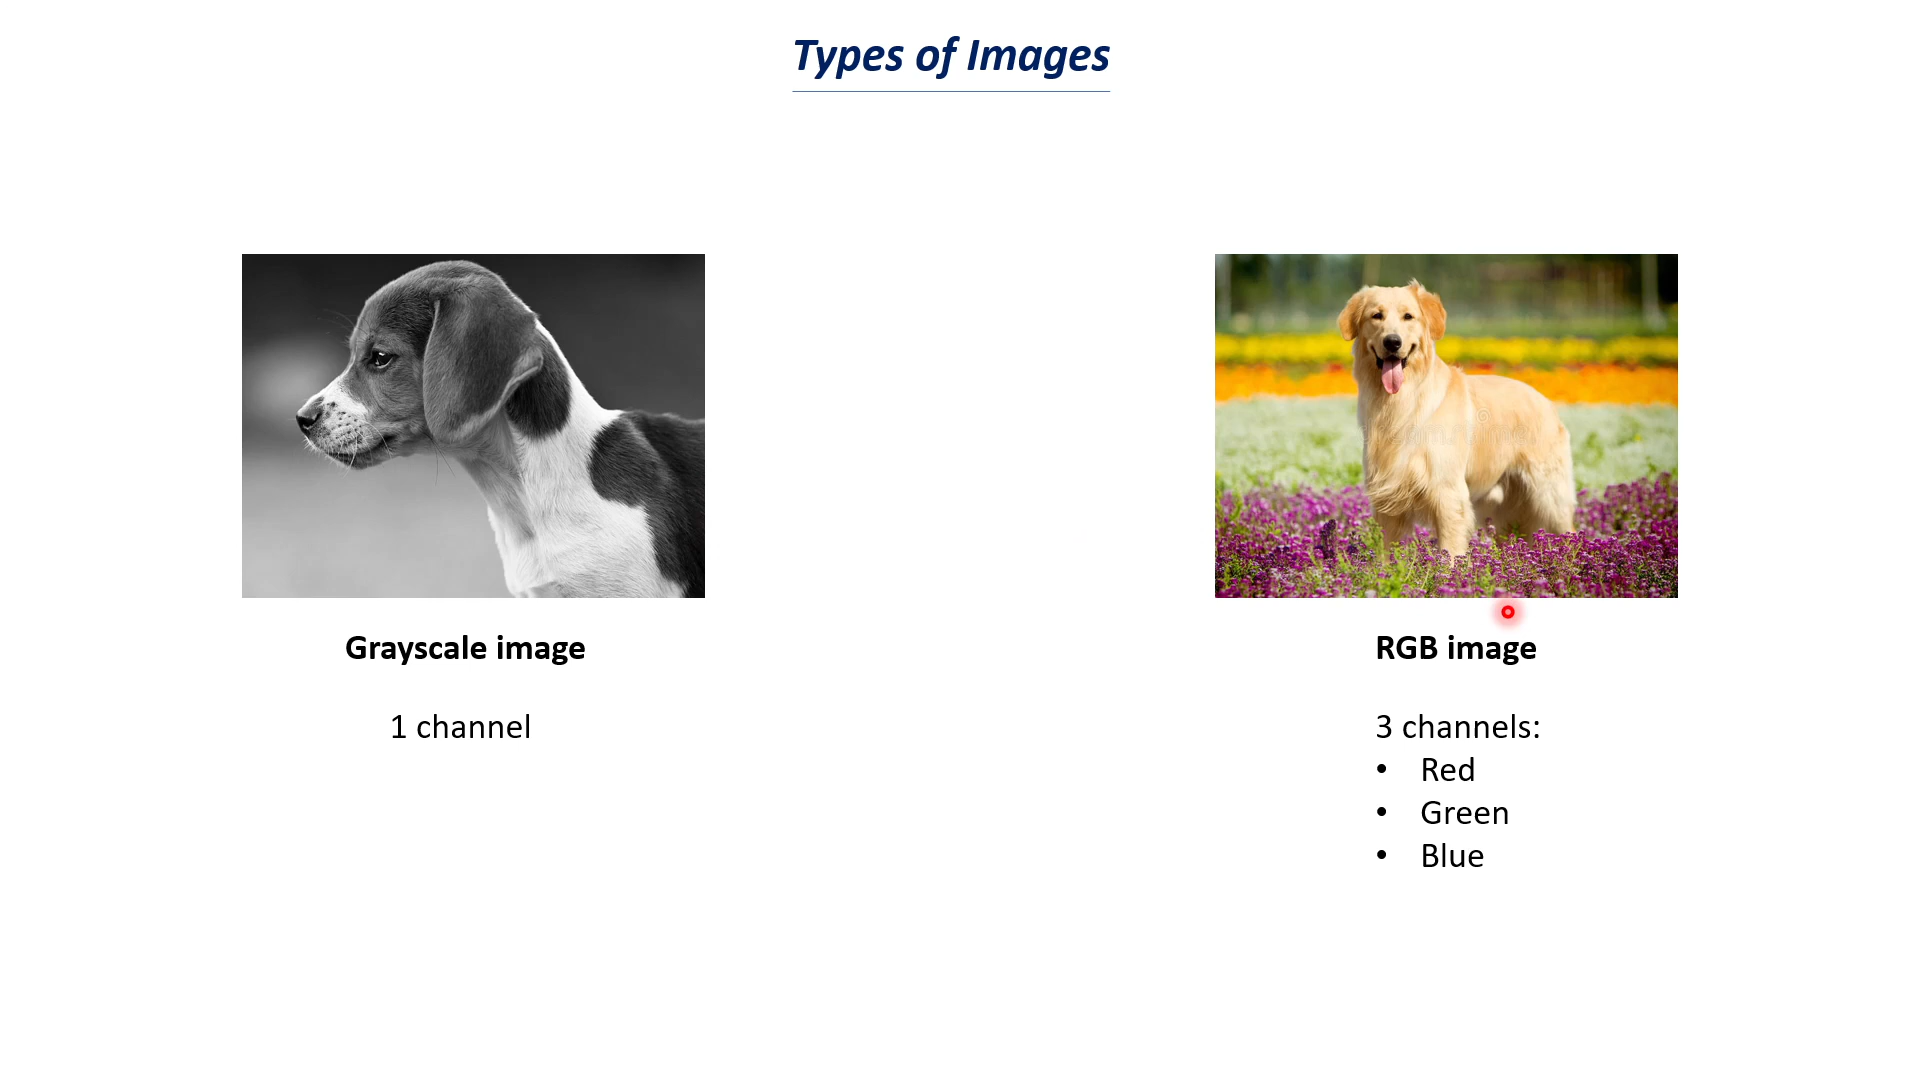 Types of Images
Grayscale image
1 channel
RGB image
3 channels:
• Red
• Green
• Blue